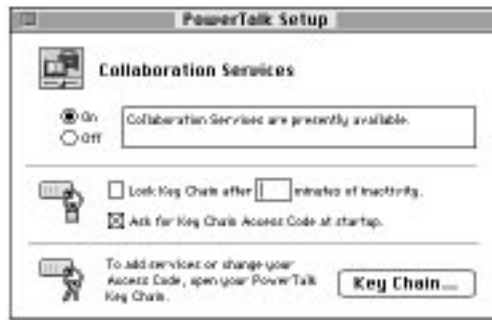 PowerTalk Setup
Collaboration Services
On
Off
Collaboration Services are presently available.
Lock Key Chain after minutes of inactivity.
Ask for Key Chain Access Code at startup.
To add services or change your
Access Code, open your PowerTalk
Key Chain.
Key Chain...